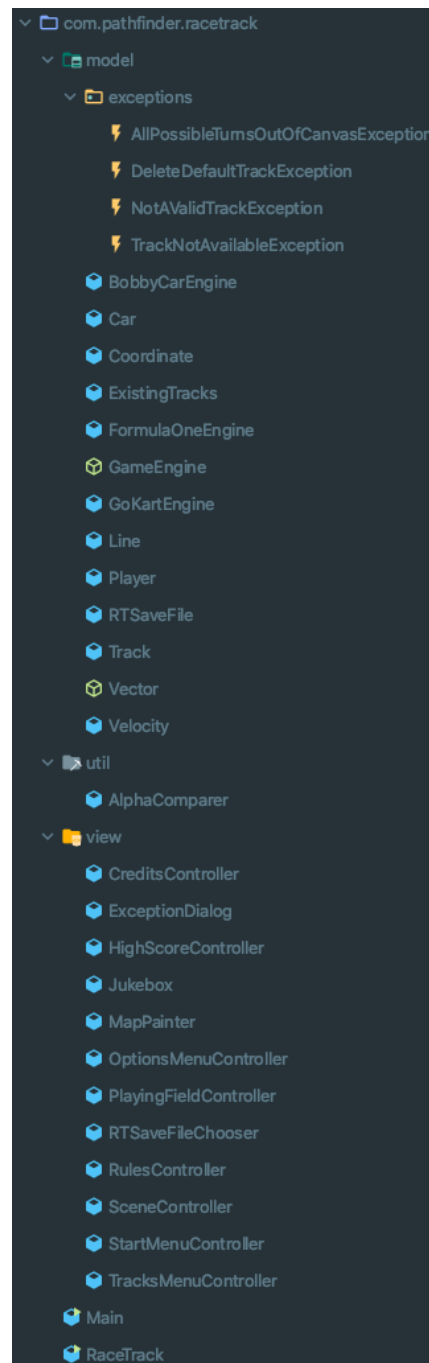 com.pathfinder.racetrack
model
exceptions
AllPossibleTurnsOutOfCanvasException
DeleteDefaultTrackException
NotAValidTrackException
TrackNotAvailableException
BobbyCarEngine
Car
Coordinate
ExistingTracks
FormulaOneEngine
GameEngine
GoKartEngine
Line
Player
RTSaveFile
Track
Vector
Velocity
util
AlphaComparer
view
CreditsController
ExceptionDialog
HighScoreController
Jukebox
MapPainter
OptionsMenuController
PlayingFieldController
RTSaveFileChooser
RulesController
SceneController
StartMenuController
TracksMenuController
Main
RaceTrack